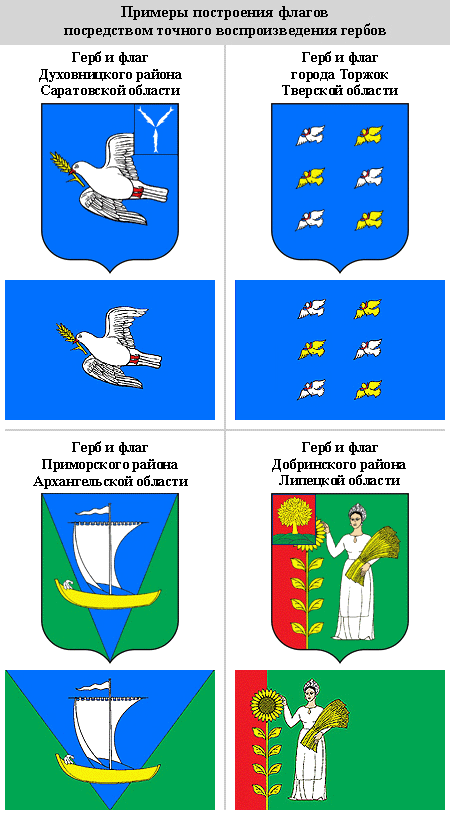 Примеры построения флагов
посредством точного воспроизведения гербов
Герб и флаг
Духовницкого района
Саратовской области
Герб и флаг
города Торжок
Тверской области
Герб и флаг
Приморского района
Архангельской области
Герб и флаг
Добринского района
Липецкой области